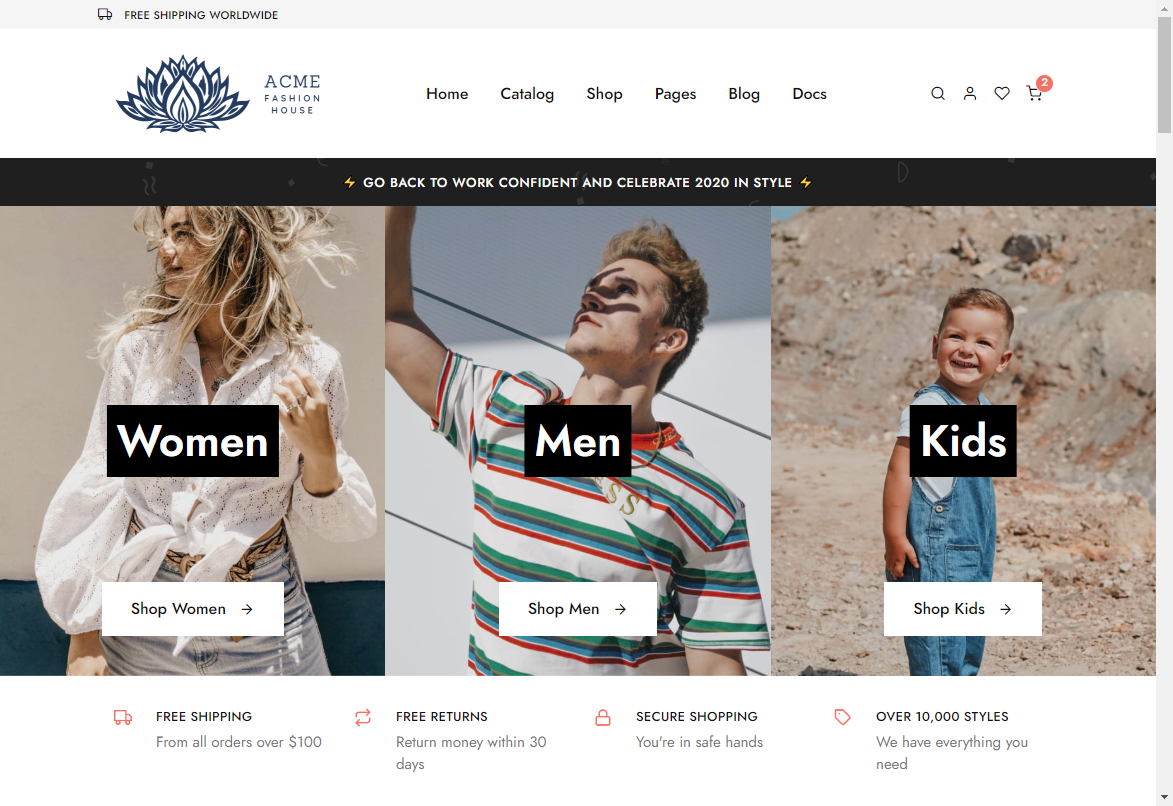 FREE SHIPPING WORLDWIDE
ACME
FASHION
HOUSE
Home Catalog Shop Pages Blog Docs
2
⚡ GO BACK TO WORK CONFIDENT AND CELEBRATE 2020 IN STYLE ⚡
Women
Men
Kids
Shop Women →
Shop Men →
Shop Kids →
FREE SHIPPING
From all orders over $100
FREE RETURNS
Return money within 30
days
SECURE SHOPPING
You're in safe hands
OVER 10,000 STYLES
We have everything you
need